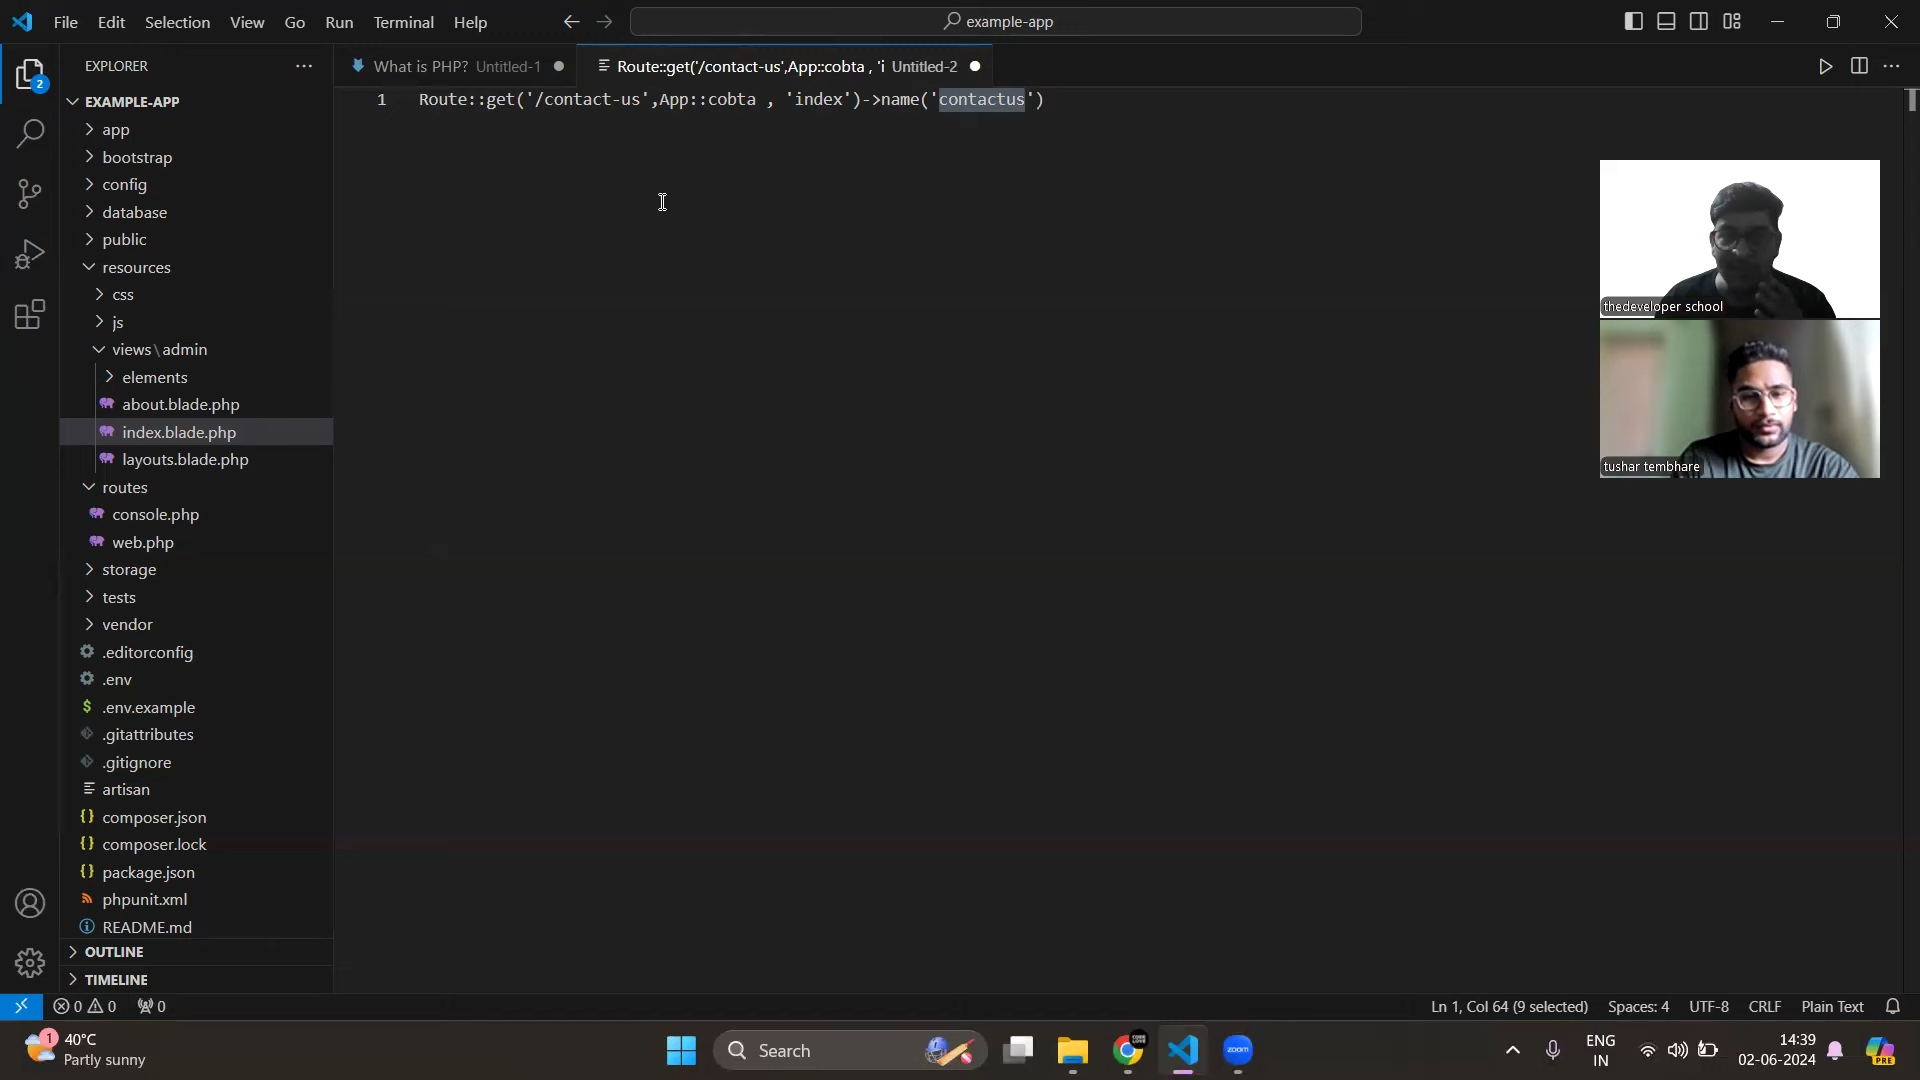 File Edit Selection View Go Run Terminal Help
example-app
EXPLORER
What is PHP? Untitled-1
Route::get('/contact-us',App::cobta , 'i Untitled-2
EXAMPLE-APP
1 Route::get('/contact-us',App::cobta , 'index')->name('contactus')
2
app
bootstrap
config
database
public
resources
css
js
views\admin
elements
about.blade.php
index.blade.php
layouts.blade.php
routes
console.php
web.php
storage
tests
vendor
.editorconfig
.env
.env.example
.gitattributes
.gitignore
artisan
composer.json
composer.lock
package.json
phpunit.xml
README.md
OUTLINE
TIMELINE
thedeveloper school
tushar tembhare
0 0 0
Ln 1, Col 64 (9 selected) Spaces: 4 UTF-8 CRLF Plain Text
1
40°C
Partly sunny
Search
zoom
ENG
IN
14:39
02-06-2024
PRE